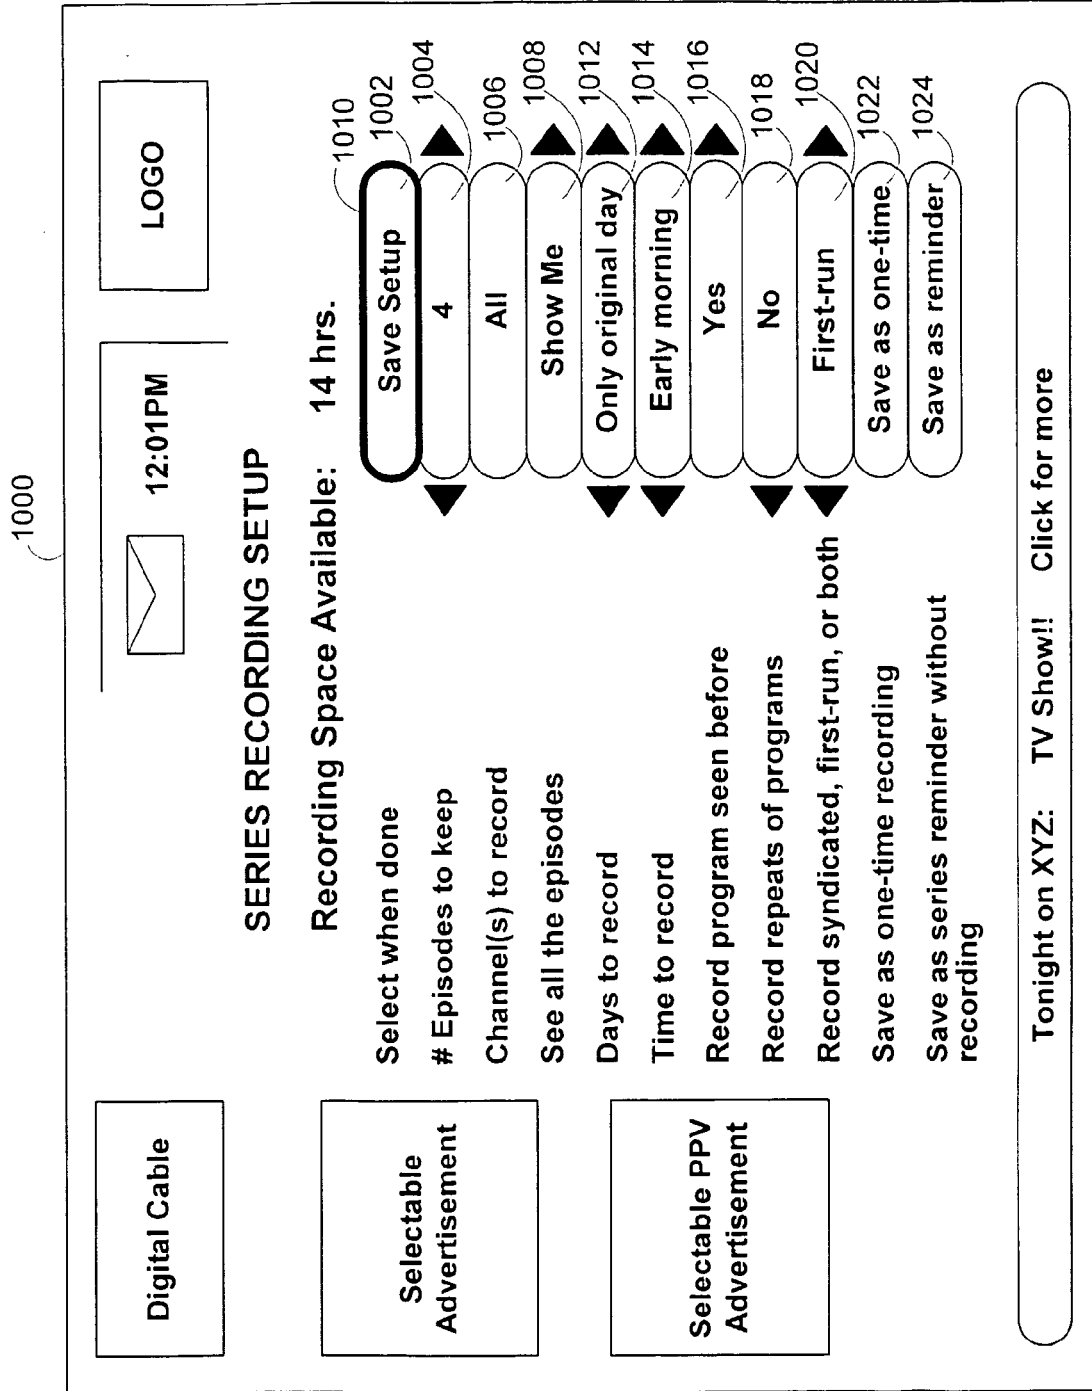 1000
Digital Cable
12:01PM
LOGO
SERIES RECORDING SETUP
Recording Space Available: 14 hrs.
1010
Selectable
Advertisement
Selectable PPV
Advertisement
Select when done Save Setup 1002
# Episodes to keep 4 1004
Channel(s) to record All 1006
See all the episodes Show Me 1008
Days to record Only original day 1012
Time to record Early morning 1014
Record program seen before Yes 1016
Record repeats of programs No 1018
Record syndicated, first-run, or both First-run 1020
Save as one-time recording Save as one-time 1022
Save as series reminder without Save as reminder 1024
recording
Tonight on XYZ: TV Show!! Click for more